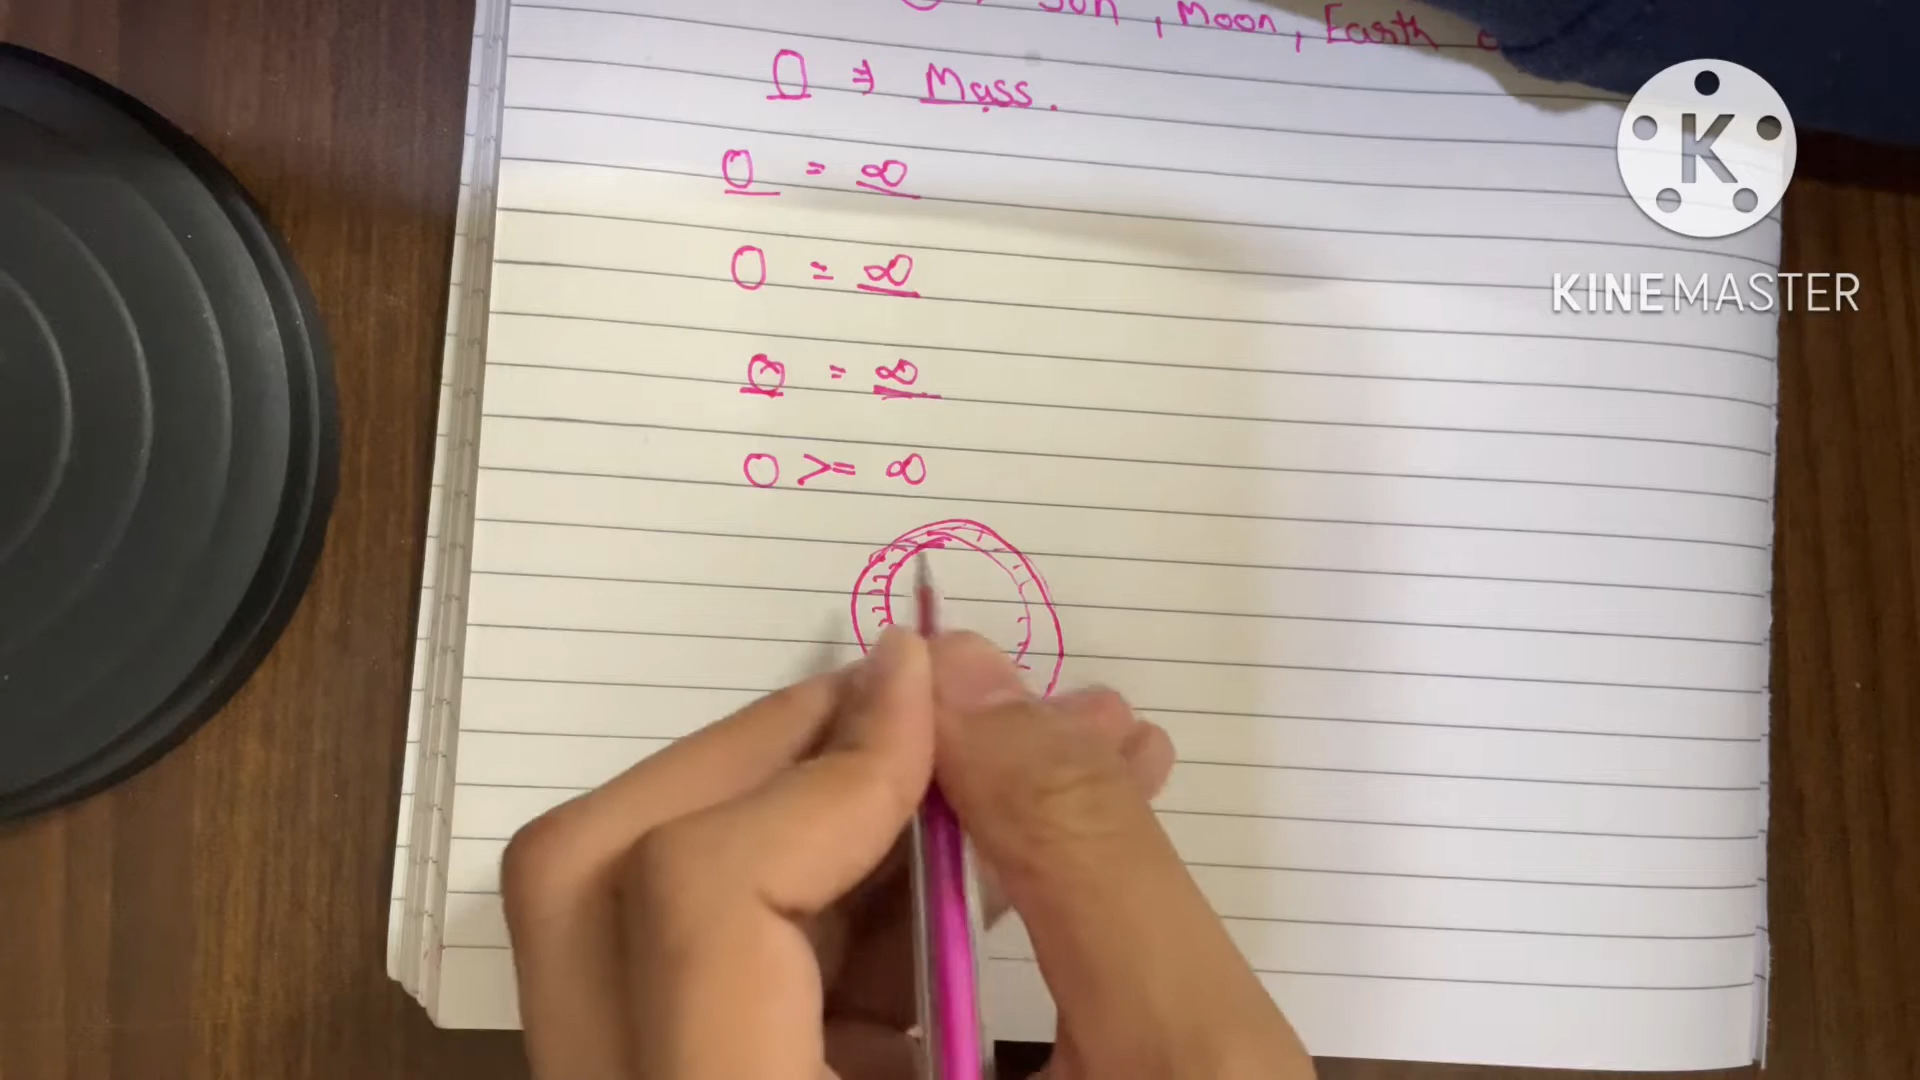 Sun, Moon, Earth
0 ⇒ Mass.
0 = ∞
0 = ∞
0 = ∞
0 >= ∞
K
KINEMASTER